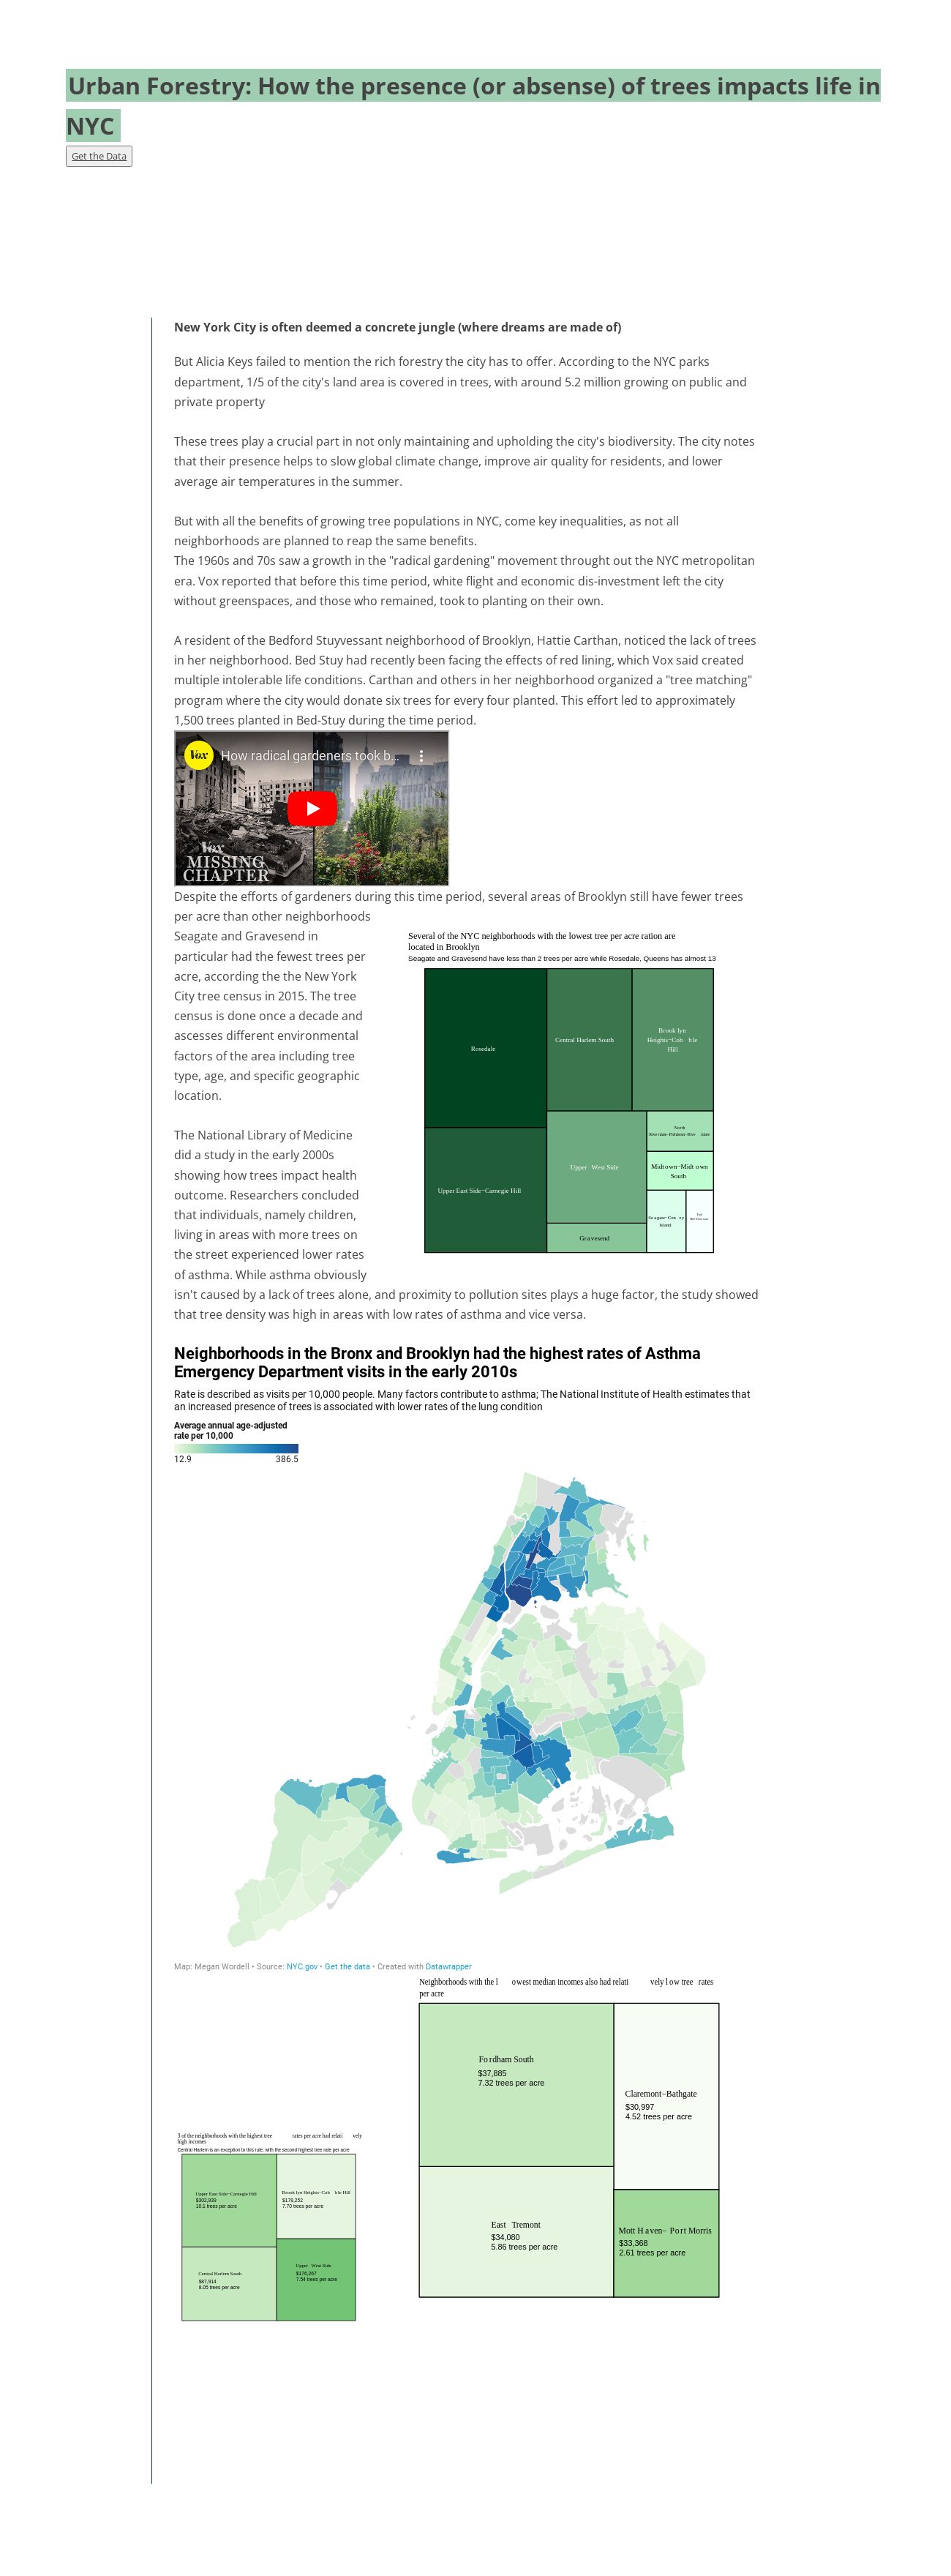 Urban Forestry: How the presence (or absense) of trees impacts life in
NYC
Get the Data
New York City is often deemed a concrete jungle (where dreams are made of)
But Alicia Keys failed to mention the rich forestry the city has to offer. According to the NYC parks
department, 1/5 of the city's land area is covered in trees, with around 5.2 million growing on public and
private property
These trees play a crucial part in not only maintaining and upholding the city's biodiversity. The city notes
that their presence helps to slow global climate change, improve air quality for residents, and lower
average air temperatures in the summer.
But with all the benefits of growing tree populations in NYC, come key inequalities, as not all
neighborhoods are planned to reap the same benefits.
The 1960s and 70s saw a growth in the "radical gardening" movement throught out the NYC metropolitan
era. Vox reported that before this time period, white flight and economic dis-investment left the city
without greenspaces, and those who remained, took to planting on their own.
A resident of the Bedford Stuyvessant neighborhood of Brooklyn, Hattie Carthan, noticed the lack of trees
in her neighborhood. Bed Stuy had recently been facing the effects of red lining, which Vox said created
multiple intolerable life conditions. Carthan and others in her neighborhood organized a "tree matching"
program where the city would donate six trees for every four planted. This effort led to approximately
1,500 trees planted in Bed-Stuy during the time period.
Vox
How radical gardeners took b...
Vox
MISSING
CHAPTER
Despite the efforts of gardeners during this time period, several areas of Brooklyn still have fewer trees
per acre than other neighborhoods
Seagate and Gravesend in
particular had the fewest trees per
acre, according the the New York
City tree census in 2015. The tree
census is done once a decade and
ascesses different environmental
factors of the area including tree
type, age, and specific geographic
location.
The National Library of Medicine
did a study in the early 2000s
showing how trees impact health
outcome. Researchers concluded
that individuals, namely children,
living in areas with more trees on
the street experienced lower rates
of asthma. While asthma obviously
isn't caused by a lack of trees alone, and proximity to pollution sites plays a huge factor, the study showed
that tree density was high in areas with low rates of asthma and vice versa.
Several of the NYC neighborhoods with the lowest tree per acre ration are
located in Brooklyn
Seagate and Gravesend have less than 2 trees per acre while Rosedale, Queens has almost 13
Rosedale
Central Harlem South
Brook lyn
Heights−Cob ble
Hill
Upper East Side−Carnegie Hill
Upper West Side
North
Midtown−Midt own
South
Gravesend
Seagate−Con ey
Island
Neighborhoods in the Bronx and Brooklyn had the highest rates of Asthma
Emergency Department visits in the early 2010s
Rate is described as visits per 10,000 people. Many factors contribute to asthma; The National Institute of Health estimates that
an increased presence of trees is associated with lower rates of the lung condition
Average annual age-adjusted
rate per 10,000
12.9 386.5
Map: Megan Wordell • Source: NYC.gov • Get the data • Created with Datawrapper
Neighborhoods with the l owest median incomes also had relati vely l ow tree rates
per acre
Fo rdham South
$37,885
7.32 trees per acre
Claremont−Bathgate
$30,997
4.52 trees per acre
East Tremont
$34,080
5.86 trees per acre
Mott H aven− Port Morris
$33,368
2.61 trees per acre
3 of the neighborhoods with the highest tree rates per acre had relati vely
high incomes
Central Harlem is an exception to this rule, with the second highest tree rate per acre
Upper East Side−Carnegie Hill
$302,939
10.1 trees per acre
Brook lyn Heights−Cob ble Hill
$178,252
7.70 trees per acre
Central Harlem South
$87,914
8.05 trees per acre
Upper West Side
$176,267
7.54 trees per acre